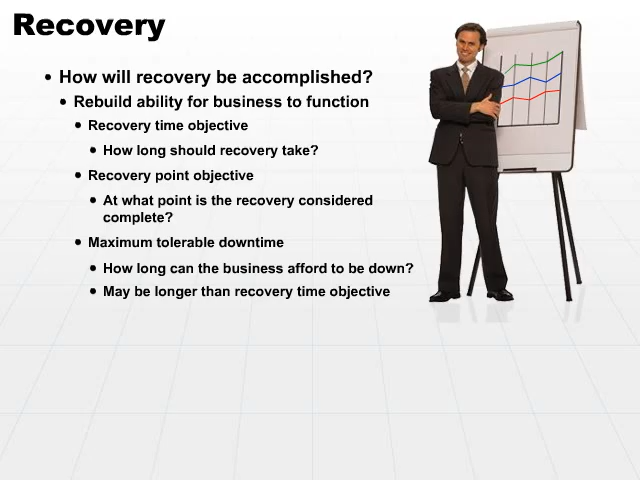 Recovery
• How will recovery be accomplished?
• Rebuild ability for business to function
• Recovery time objective
• How long should recovery take?
• Recovery point objective
• At what point is the recovery considered
complete?
• Maximum tolerable downtime
• How long can the business afford to be down?
• May be longer than recovery time objective